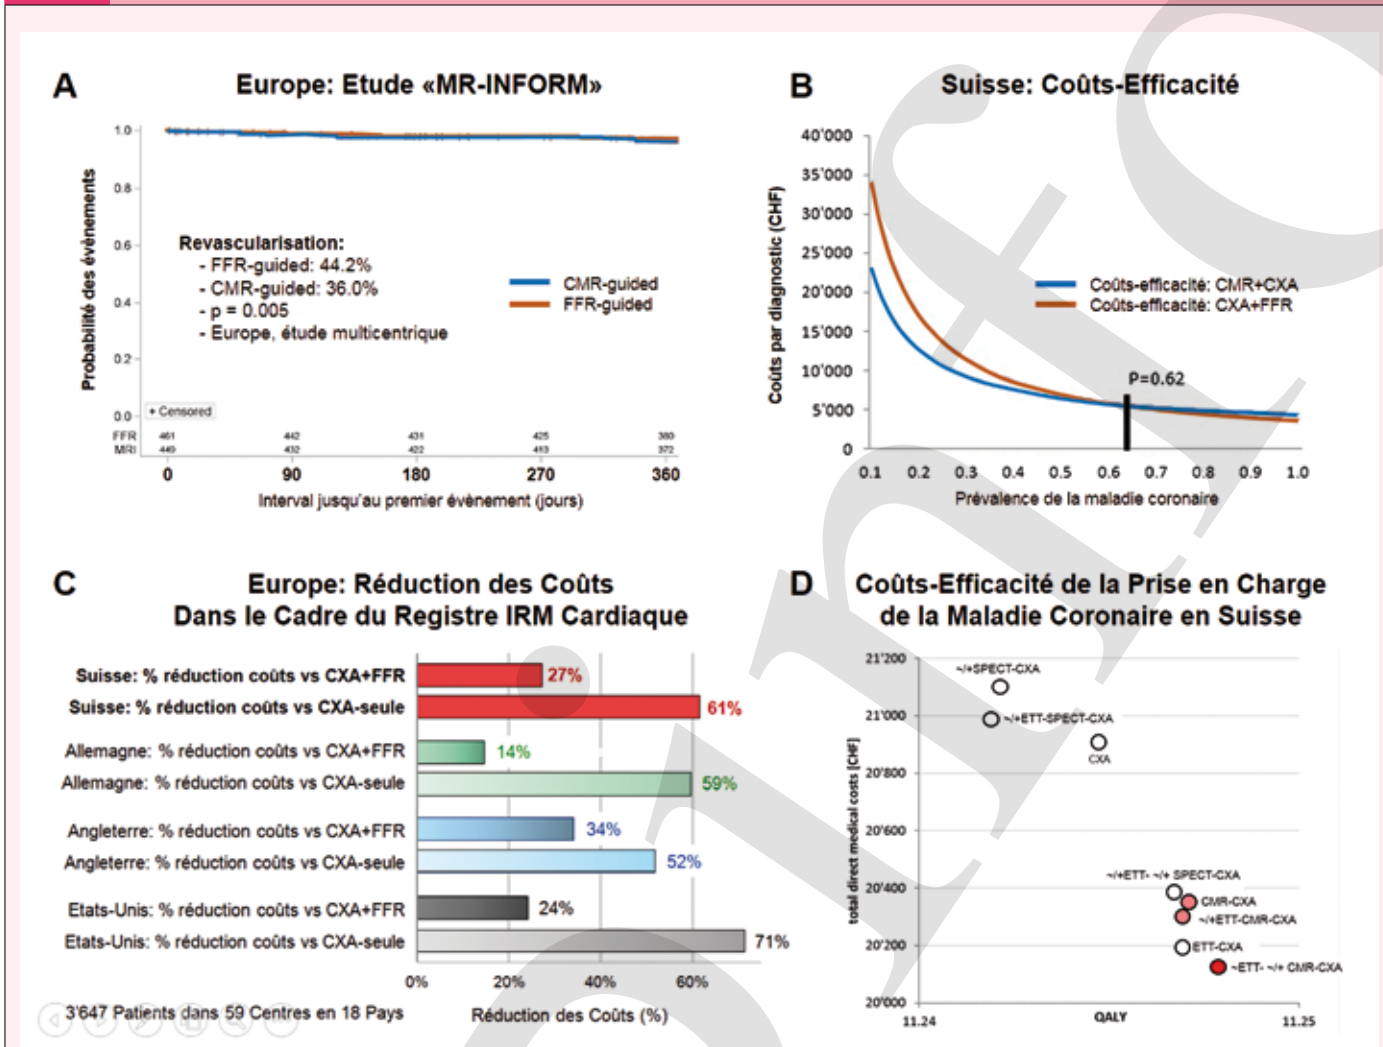 A
Europe: Etude «MR-INFORM»
Probabilité des évènements
1.0
0.8
0.6
0.4
0.2
0.0
Revascularisation:
- FFR-guided: 44.2%
- CMR-guided: 36.0%
- p = 0.005
- Europe, étude multicentrique
CMR-guided
FFR-guided
+ Censored
FFR 461 442 431 425 380
MRI 449 432 422 413 372
0 90 180 270 360
Interval jusqu'au premier évènement (jours)
B
Suisse: Coûts-Efficacité
Coûts par diagnostic (CHF)
40'000
35'000
30'000
25'000
20'000
15'000
10'000
5'000
0
Coûts-efficacité: CMR+CXA
Coûts-efficacité: CXA+FFR
P=0.62
0.1 0.2 0.3 0.4 0.5 0.6 0.7 0.8 0.9 1.0
Prévalence de la maladie coronaire
C
Europe: Réduction des Coûts
Dans le Cadre du Registre IRM Cardiaque
Suisse: % réduction coûts vs CXA+FFR 27%
Suisse: % réduction coûts vs CXA-seule 61%
Allemagne: % réduction coûts vs CXA+FFR 14%
Allemagne: % réduction coûts vs CXA-seule 59%
Angleterre: % réduction coûts vs CXA+FFR 34%
Angleterre: % réduction coûts vs CXA-seule 52%
Etats-Unis: % réduction coûts vs CXA+FFR 24%
Etats-Unis: % réduction coûts vs CXA-seule 71%
0% 20% 40% 60%
3'647 Patients dans 59 Centres en 18 Pays
Réduction des Coûts (%)
D
Coûts-Efficacité de la Prise en Charge
de la Maladie Coronaire en Suisse
total direct medical costs [CHF]
21'200
21'000
20'800
20'600
20'400
20'200
20'000
~/+SPECT-CXA
~/+ETT-SPECT-CXA
CXA
~/+ETT- ~/+ SPECT-CXA
CMR-CXA
~/+ETT-CMR-CXA
ETT-CXA
~ETT- ~/+ CMR-CXA
11.24 11.25
QALY